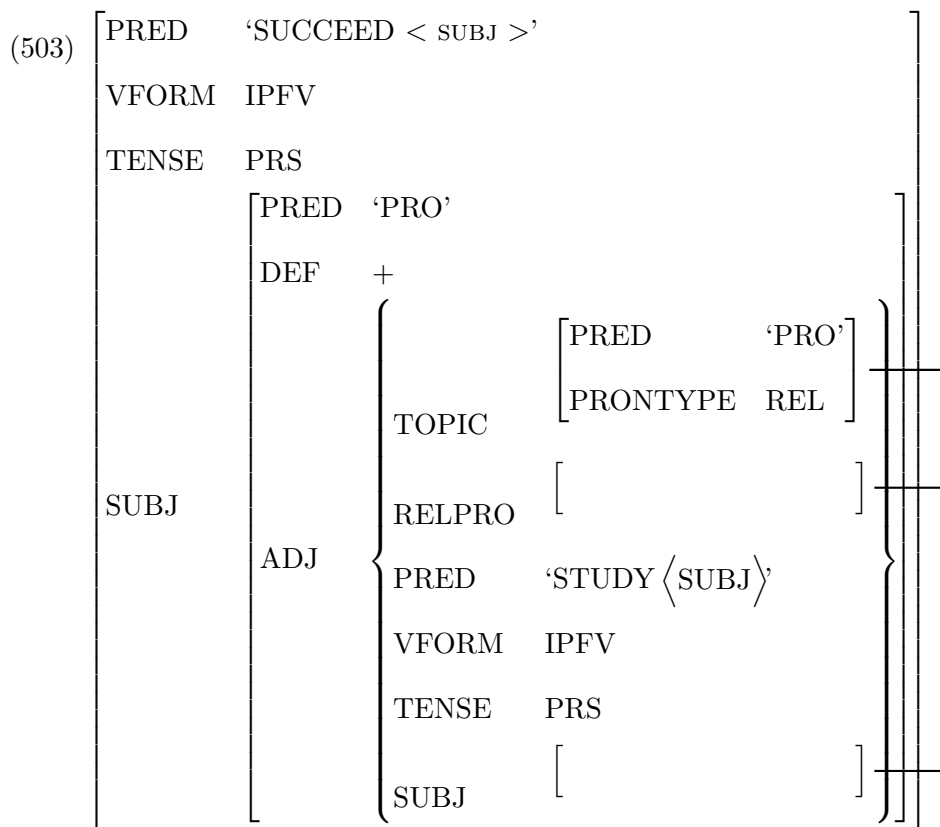 (503) PRED ‘SUCCEED < SUBJ >’
VFORM IPFV
TENSE PRS
PRED ‘PRO’
DEF +
PRED ‘PRO’
PRONTYPE REL
TOPIC
SUBJ
RELPRO
ADJ
PRED ‘STUDY⟨SUBJ⟩’
VFORM IPFV
TENSE PRS
SUBJ